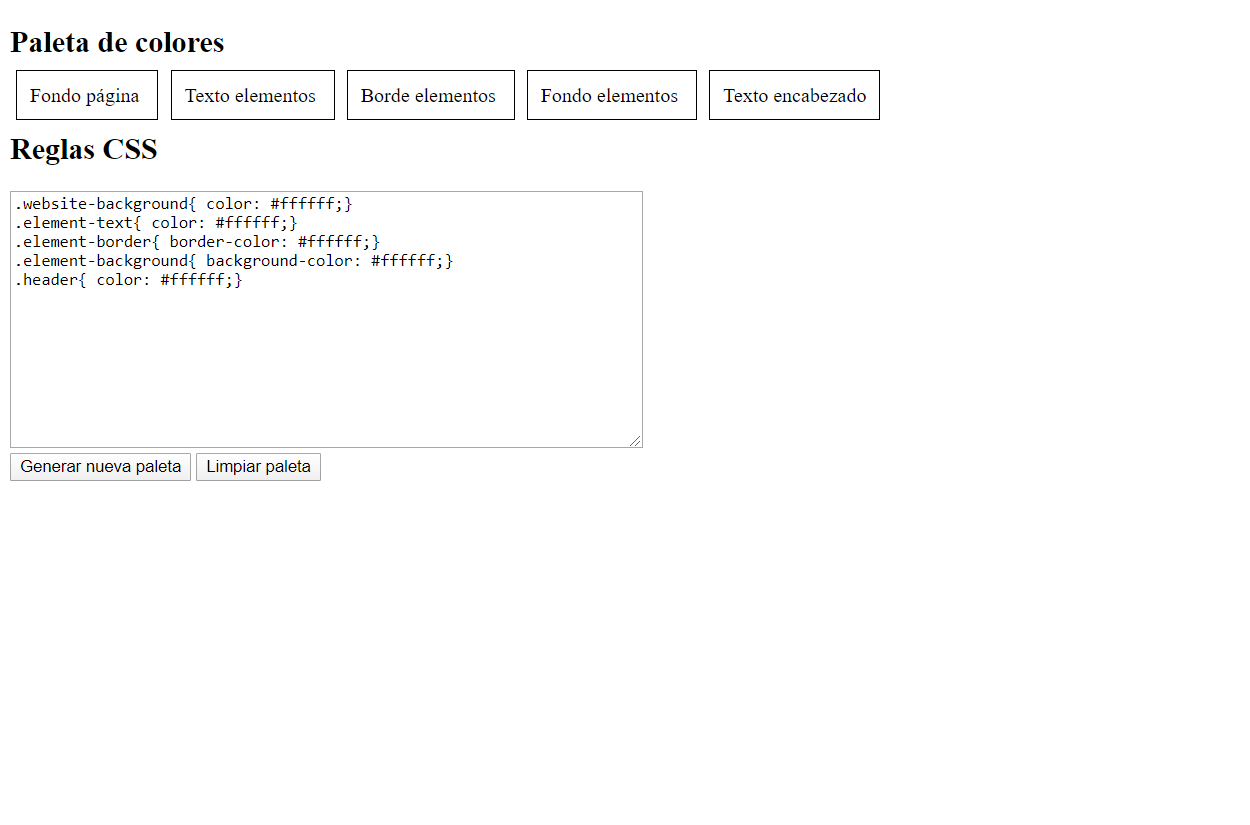 Paleta de colores
Fondo página Texto elementos Borde elementos Fondo elementos Texto encabezado
Reglas CSS
.website-background{ color: #ffffff;}
.element-text{ color: #ffffff;}
.element-border{ border-color: #ffffff;}
.element-background{ background-color: #ffffff;}
.header{ color: #ffffff;}
Generar nueva paleta Limpiar paleta